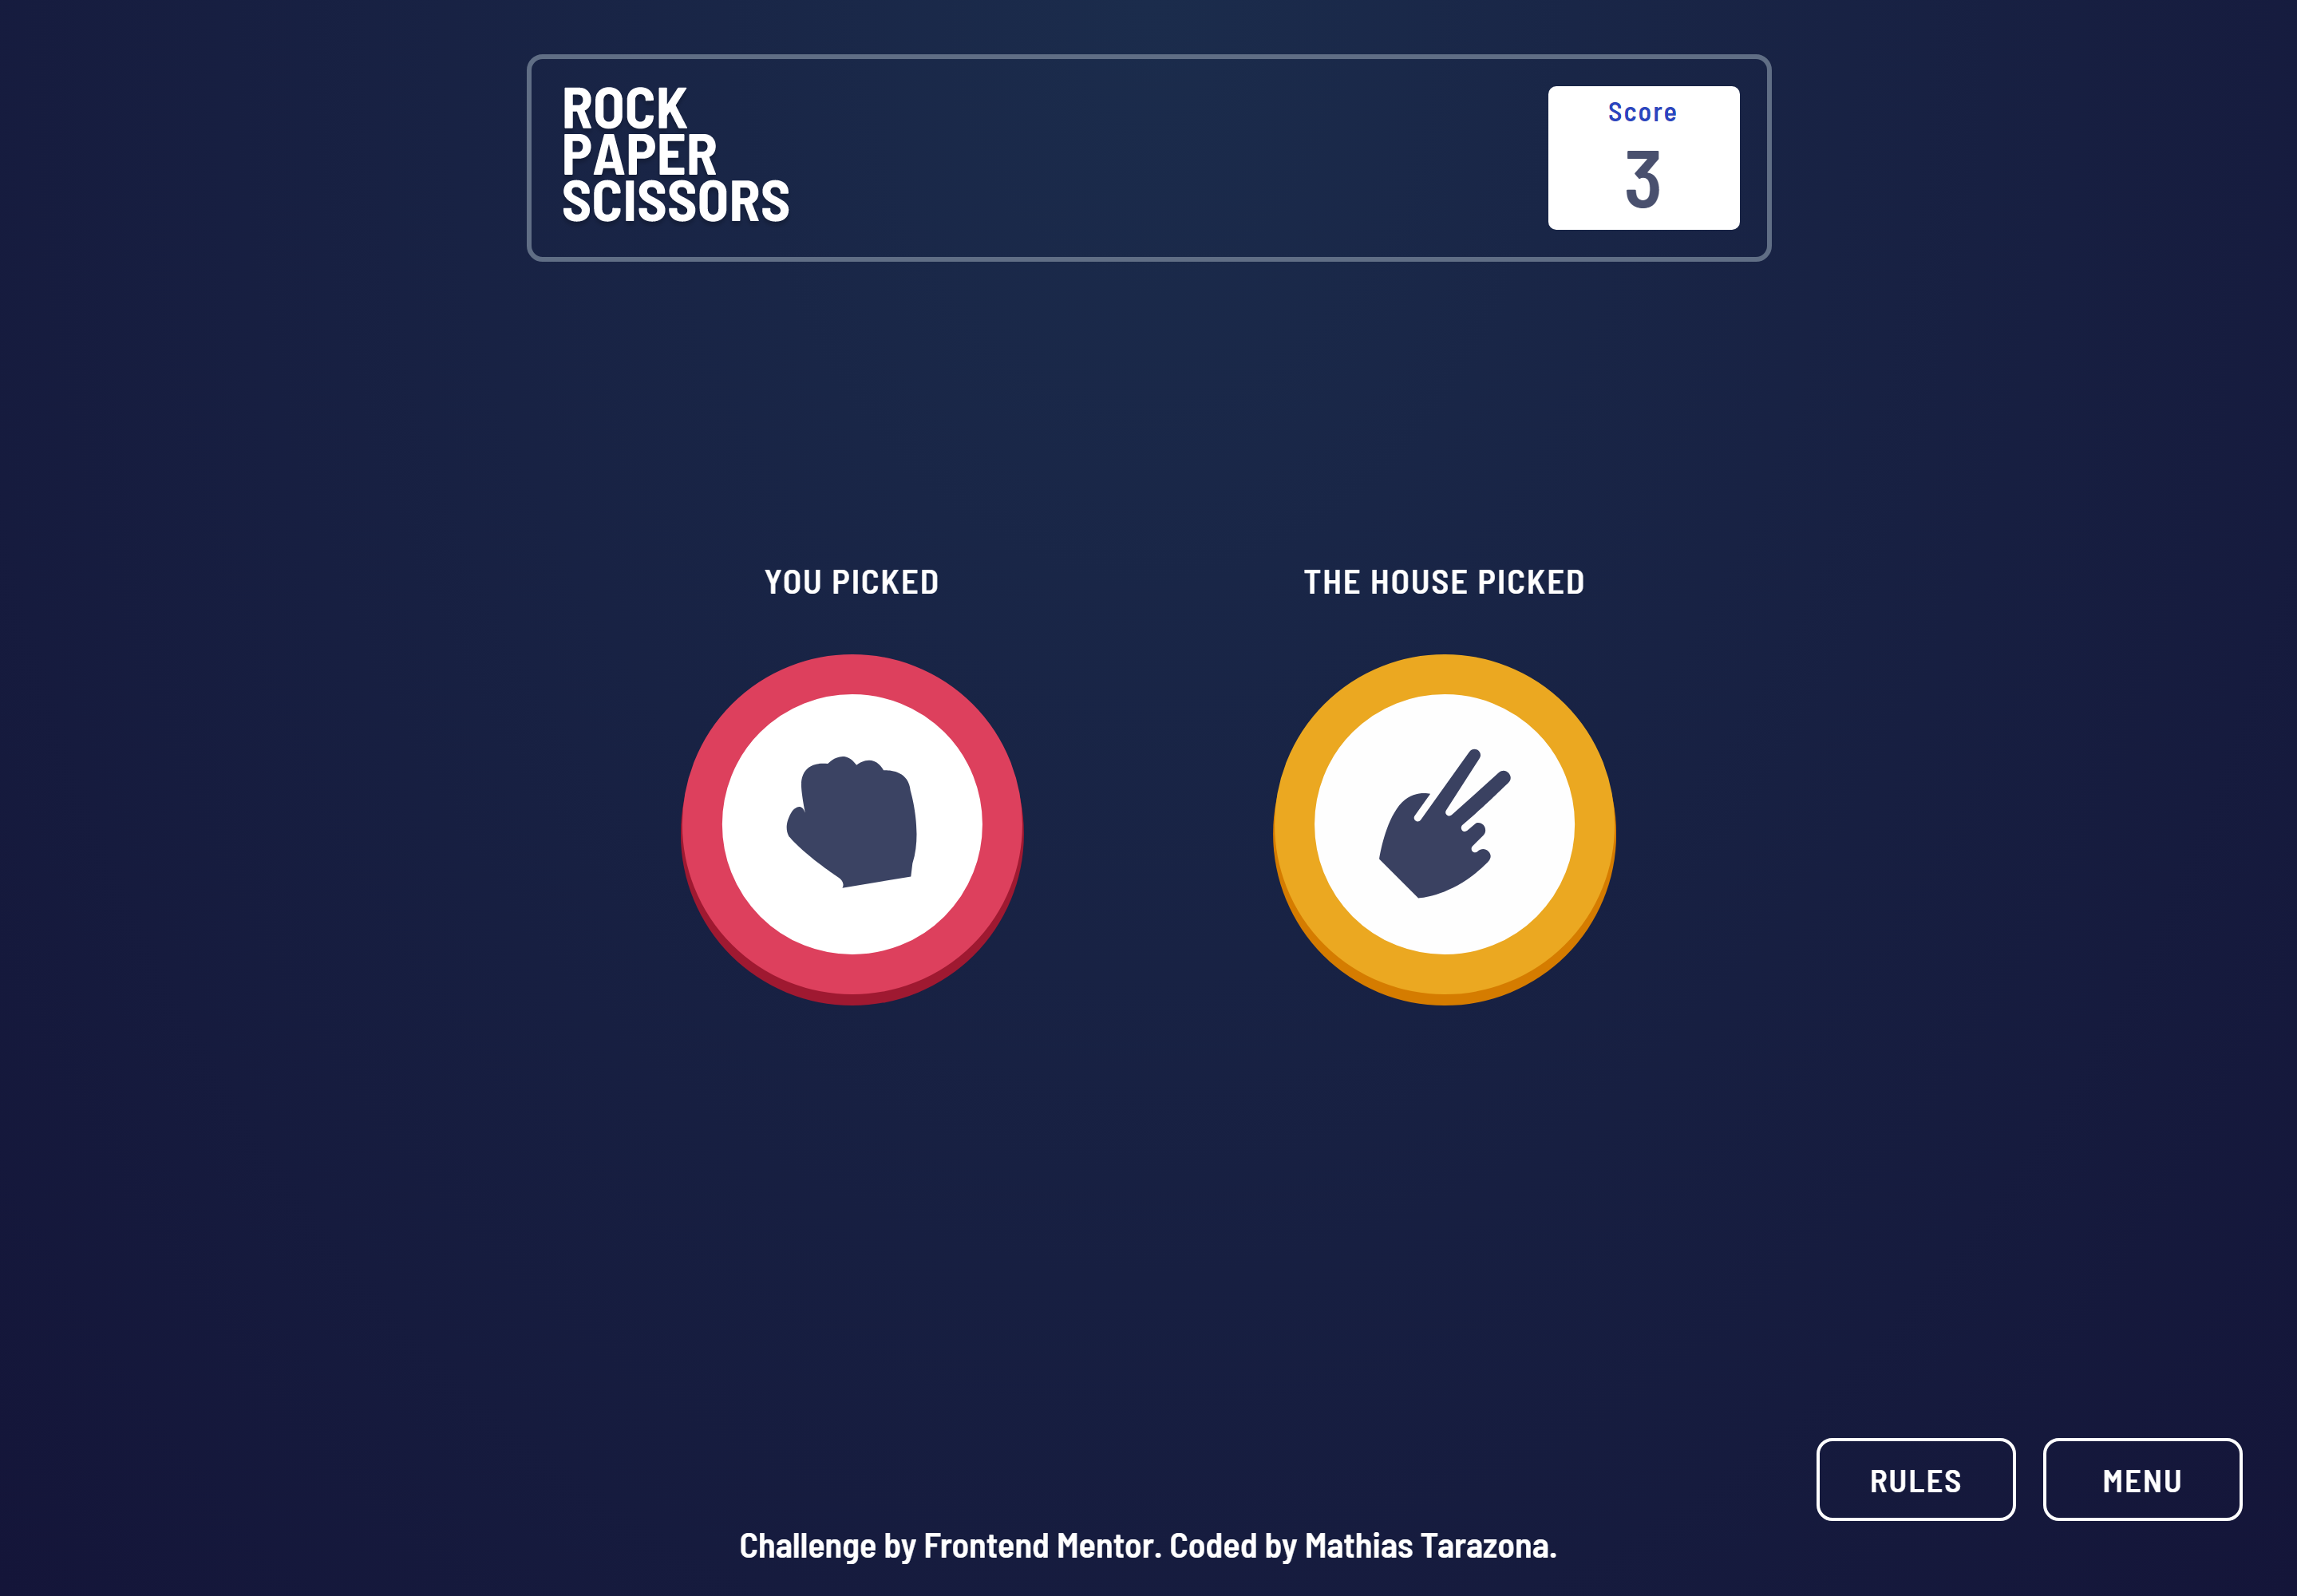 ROCK
PAPER
SCISSORS
Score
3
YOU PICKED
THE HOUSE PICKED
RULES
MENU
Challenge by Frontend Mentor. Coded by Mathias Tarazona.